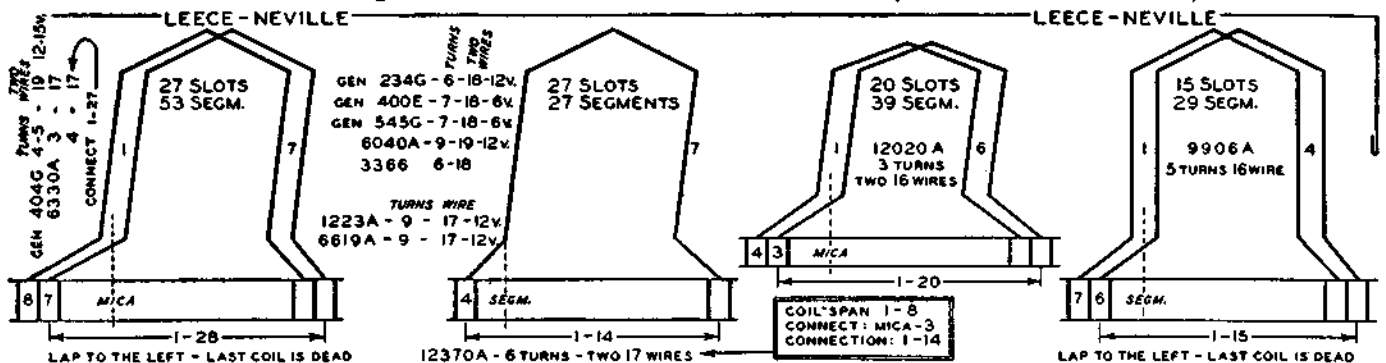 LEECE-NEVILLE
LEECE-NEVILLE
TURNS TWO WIRES
GEN 404G 4-5 - 19 12-15V.
6330A 3 - 17
4 - 17
CONNECT 1-27
27 SLOTS
53 SEGM.
1
7
8 7
MICA
1-28
LAP TO THE LEFT - LAST COIL IS DEAD
TURNS TWO WIRES
GEN 234G-6-18-12V.
GEN 400E-7-18-6V.
GEN 545G-7-18-6V.
6040A-9-19-12V.
3366 6-18
TURNS WIRE
1223A - 9 - 17-12V.
6619A - 9 - 17-12V.
27 SLOTS
27 SEGMENTS
7
4
SEGM.
1-14
12370A-6 TURNS-TWO 17 WIRES
COIL SPAN 1-8
CONNECT: MICA-3
CONNECTION: 1-14
20 SLOTS
39 SEGM.
1
6
12020A
3 TURNS
TWO 16 WIRES
4 3
MICA
1-20
15 SLOTS
29 SEGM.
1
4
9906A
5 TURNS 16 WIRE
7 6
SEGM.
1-15
LAP TO THE LEFT - LAST COIL IS DEAD